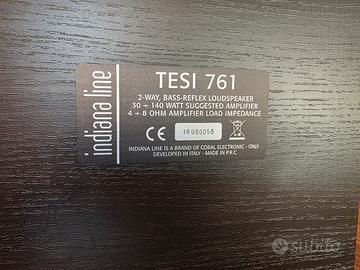 indiana line
TESI 761
2-WAY, BASS-REFLEX LOUDSPEAKER
30 ÷ 140 WATT SUGGESTED AMPLIFIER
4 ÷ 8 OHM AMPLIFIER LOAD IMPEDANCE
CE 18080058
INDIANA LINE IS A BRAND OF CORAL ELECTRONIC - ITALY
DEVELOPED IN ITALY - MADE IN P.R.C.
subito